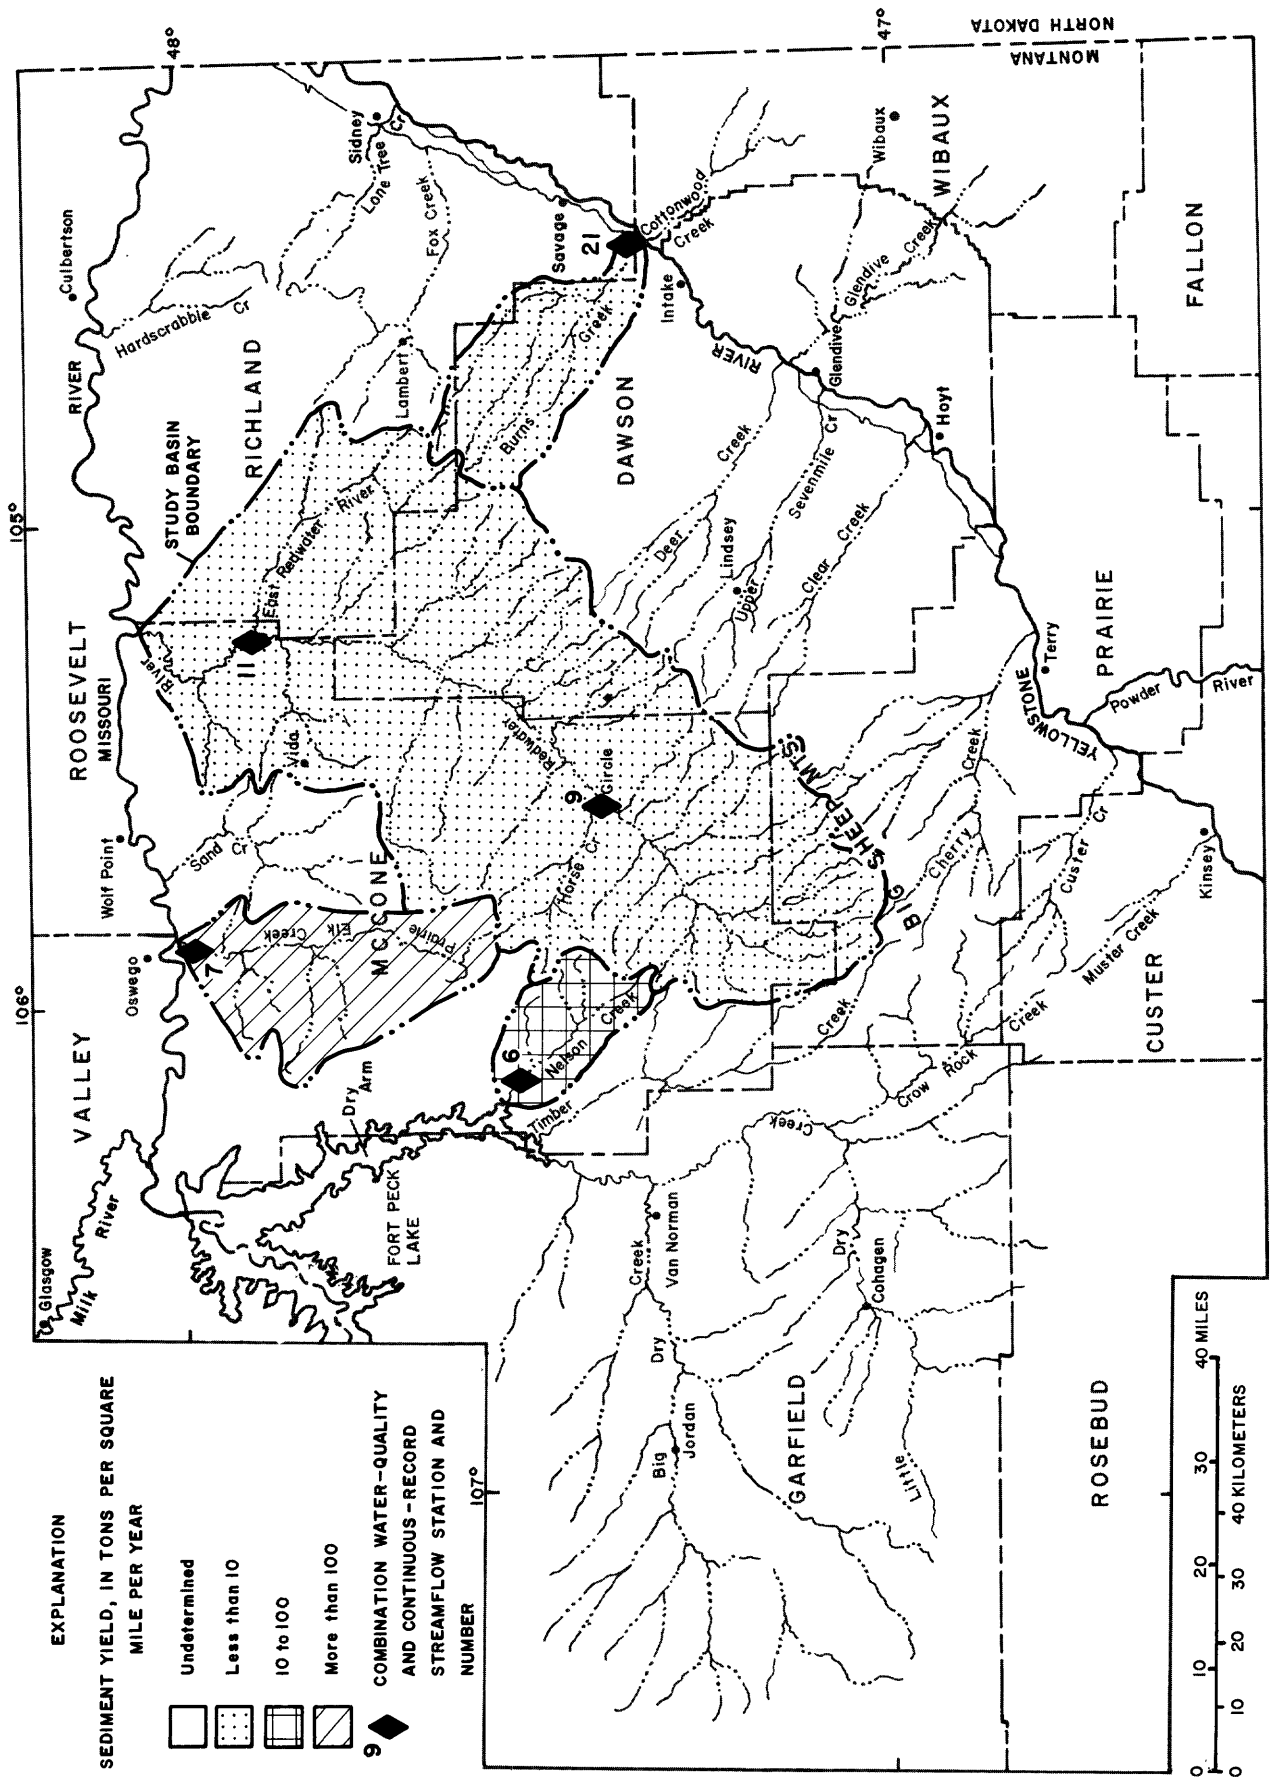 EXPLANATION
SEDIMENT YIELD, IN TONS PER SQUARE
MILE PER YEAR
Undetermined
Less than 10
10 to 100
More than 100
9
COMBINATION WATER-QUALITY
AND CONTINUOUS-RECORD
STREAMFLOW STATION AND
NUMBER
106°
105°
48°
107°
47°
Glasgow
Milk
River
VALLEY
Oswego
Wolf Point
ROOSEVELT
MISSOURI
RIVER
Culbertson
STUDY BASIN
BOUNDARY
RICHLAND
Hardscrabble Cr
Sidney
Lone Tree
Cr
Fox Creek
Lambert
Savage
21
FORT PECK
LAKE
Dry
Arm
7
Creek
Elk
Prairie
Sand Cr
MCCONE
Vida
River
11
East Redwater River
Redwater
9
Circle
Horse Cr
6
Nelson
Creek
Timber
Creek
Burns
Creek
DAWSON
Intake
Cottonwood
Creek
RIVER
Glendive
Glendive
Creek
Wibaux
WIBAUX
MONTANA
NORTH DAKOTA
Deer
Creek
Lindsey
Upper
Sevenmile
Cr
Clear
Creek
Hoyt
BIG
SHEEP
MTS
Van Norman
Creek
Dry
Big
Jordan
GARFIELD
Little
Dry
Creek
Cohagen
Crow
Rock
Creek
Cherry
Creek
Custer
Cr
Muster Creek
Kinsey
YELLOWSTONE
Terry
Powder
River
PRAIRIE
FALLON
CUSTER
ROSEBUD
0 10 20 30 40 MILES
0 10 20 30 40 KILOMETERS